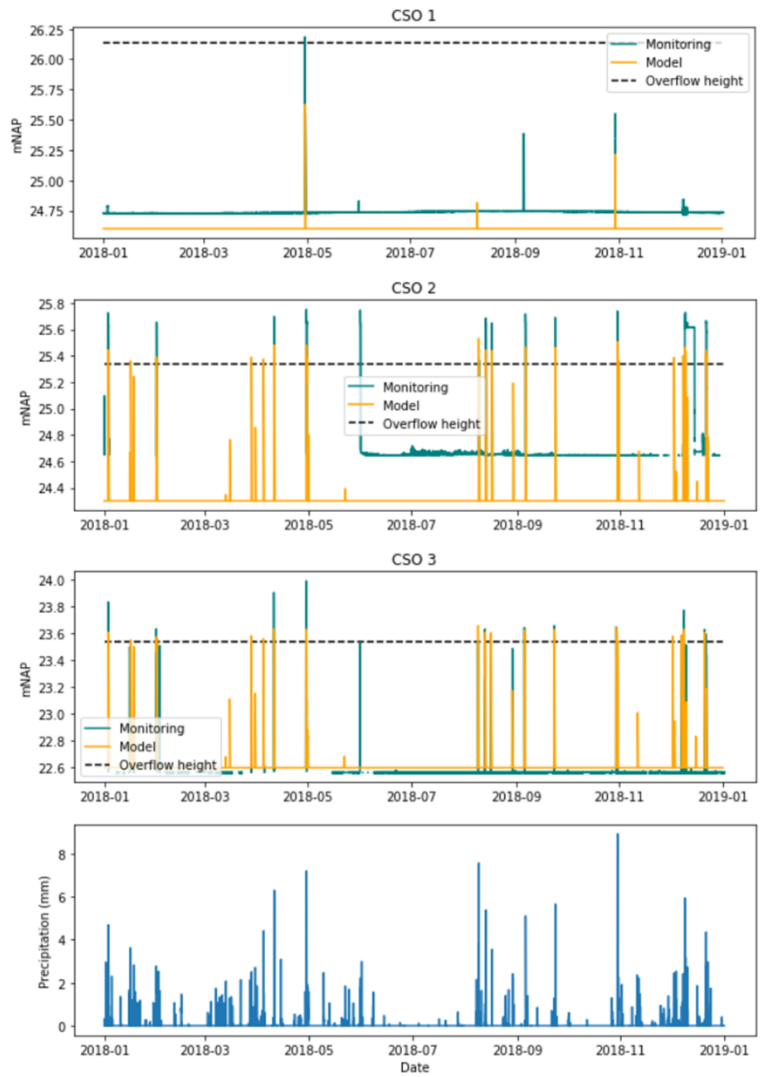 CSO 1
26.25
26.00
25.75
25.50
25.25
25.00
24.75
mNAP
Monitoring
Model
Overflow height
2018-01 2018-03 2018-05 2018-07 2018-09 2018-11 2019-01
CSO 2
25.8
25.6
25.4
25.2
25.0
24.8
24.6
24.4
mNAP
Monitoring
Model
Overflow height
2018-01 2018-03 2018-05 2018-07 2018-09 2018-11 2019-01
CSO 3
24.0
23.8
23.6
23.4
23.2
23.0
22.8
22.6
mNAP
Monitoring
Model
Overflow height
2018-01 2018-03 2018-05 2018-07 2018-09 2018-11 2019-01
8
6
4
2
0
Precipitation (mm)
2018-01 2018-03 2018-05 2018-07 2018-09 2018-11 2019-01
Date